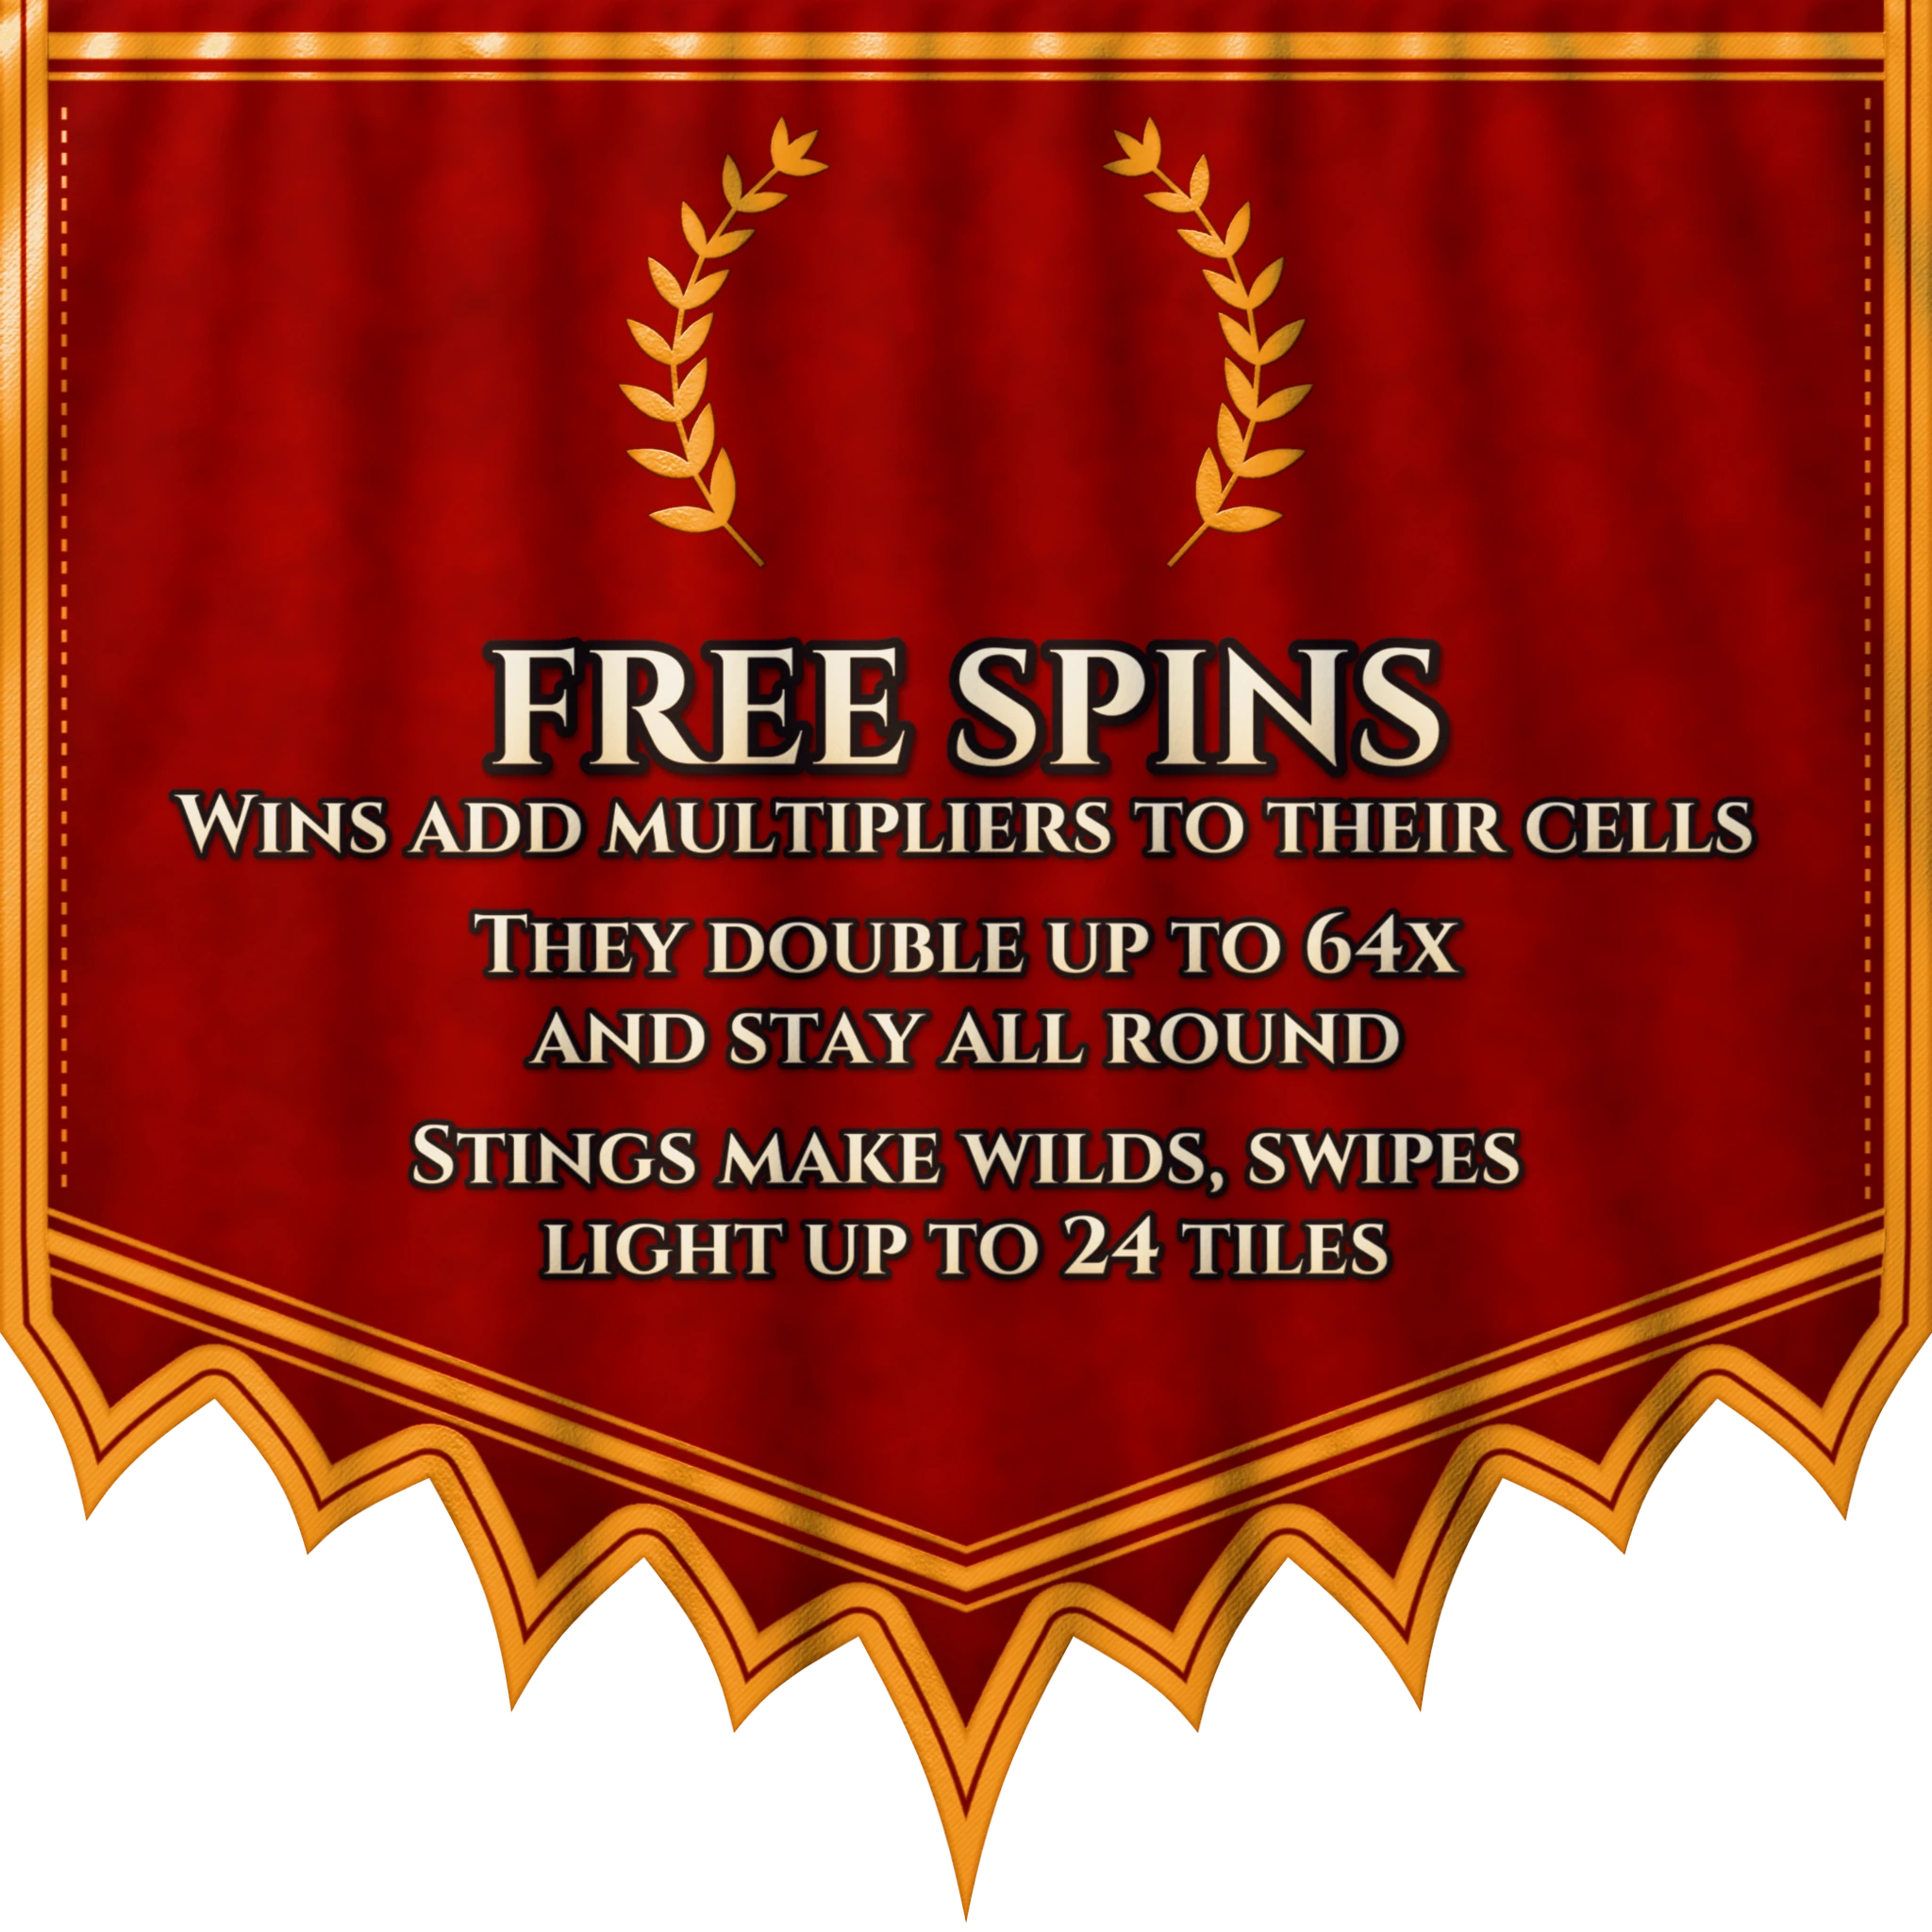 FREE SPINS
Wins add multipliers to their cells
They double up to 64x
and stay all round
Stings make wilds, swipes
light up to 24 tiles